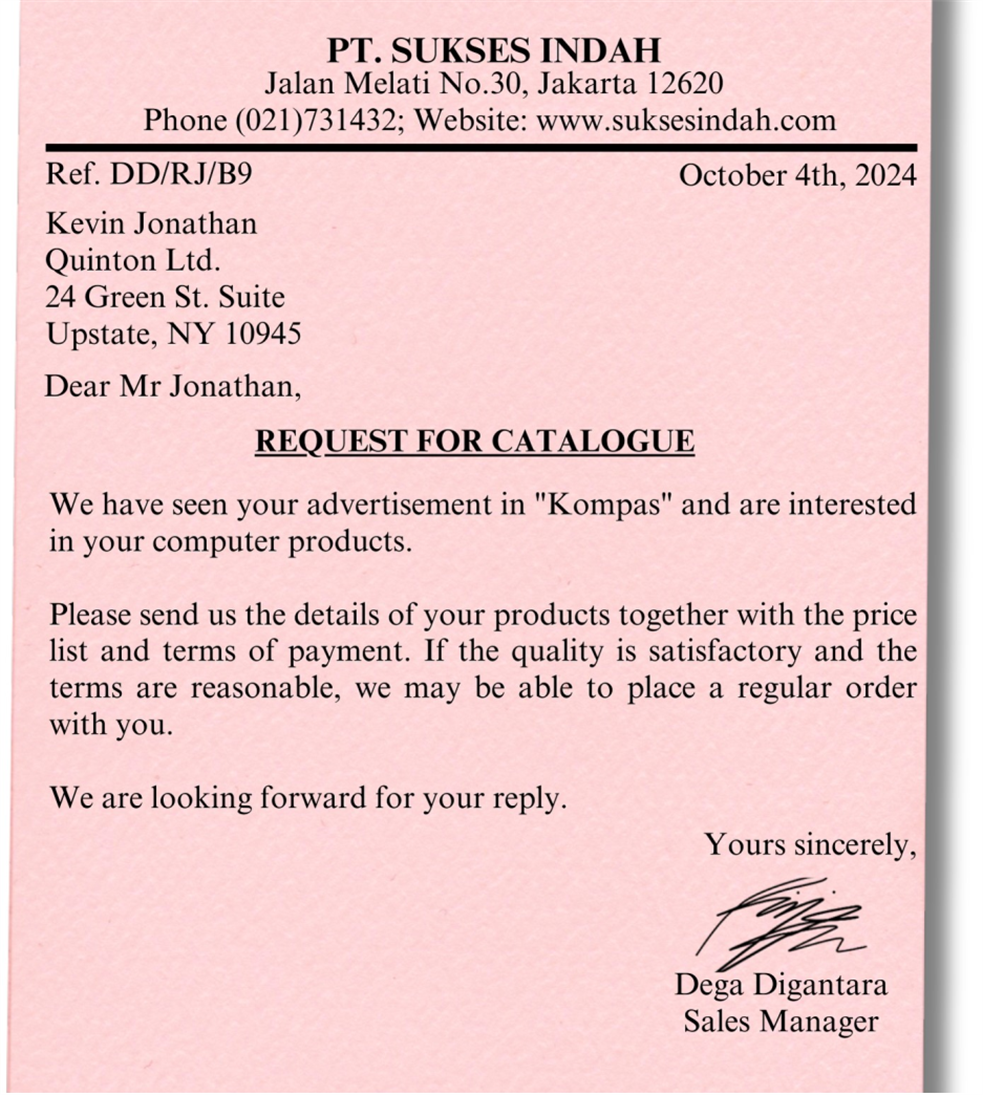 PT. SUKSES INDAH
Jalan Melati No.30, Jakarta 12620
Phone (021)731432; Website: www.suksesindah.com
Ref. DD/RJ/B9
October 4th, 2024
Kevin Jonathan
Quinton Ltd.
24 Green St. Suite
Upstate, NY 10945
Dear Mr Jonathan,
REQUEST FOR CATALOGUE
We have seen your advertisement in "Kompas" and are interested
in your computer products.
Please send us the details of your products together with the price
list and terms of payment. If the quality is satisfactory and the
terms are reasonable, we may be able to place a regular order
with you.
We are looking forward for your reply.
Yours sincerely,
Dega Digantara
Sales Manager